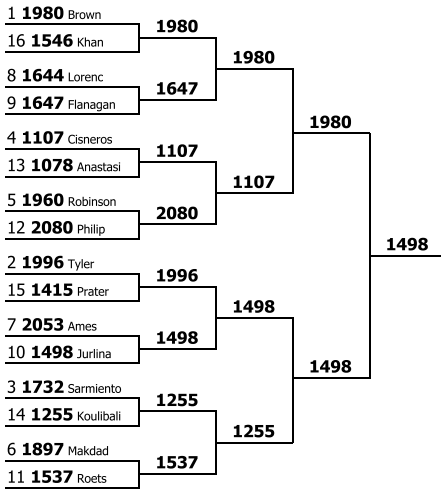 1 1980 Brown
16 1546 Khan
8 1644 Lorenc
9 1647 Flanagan
4 1107 Cisneros
13 1078 Anastasi
5 1960 Robinson
12 2080 Philip
2 1996 Tyler
15 1415 Prater
7 2053 Ames
10 1498 Jurlina
3 1732 Sarmiento
14 1255 Koulibali
6 1897 Makdad
11 1537 Roets
1980
1647
1107
2080
1996
1498
1255
1537
1980
1107
1498
1255
1980
1498
1498